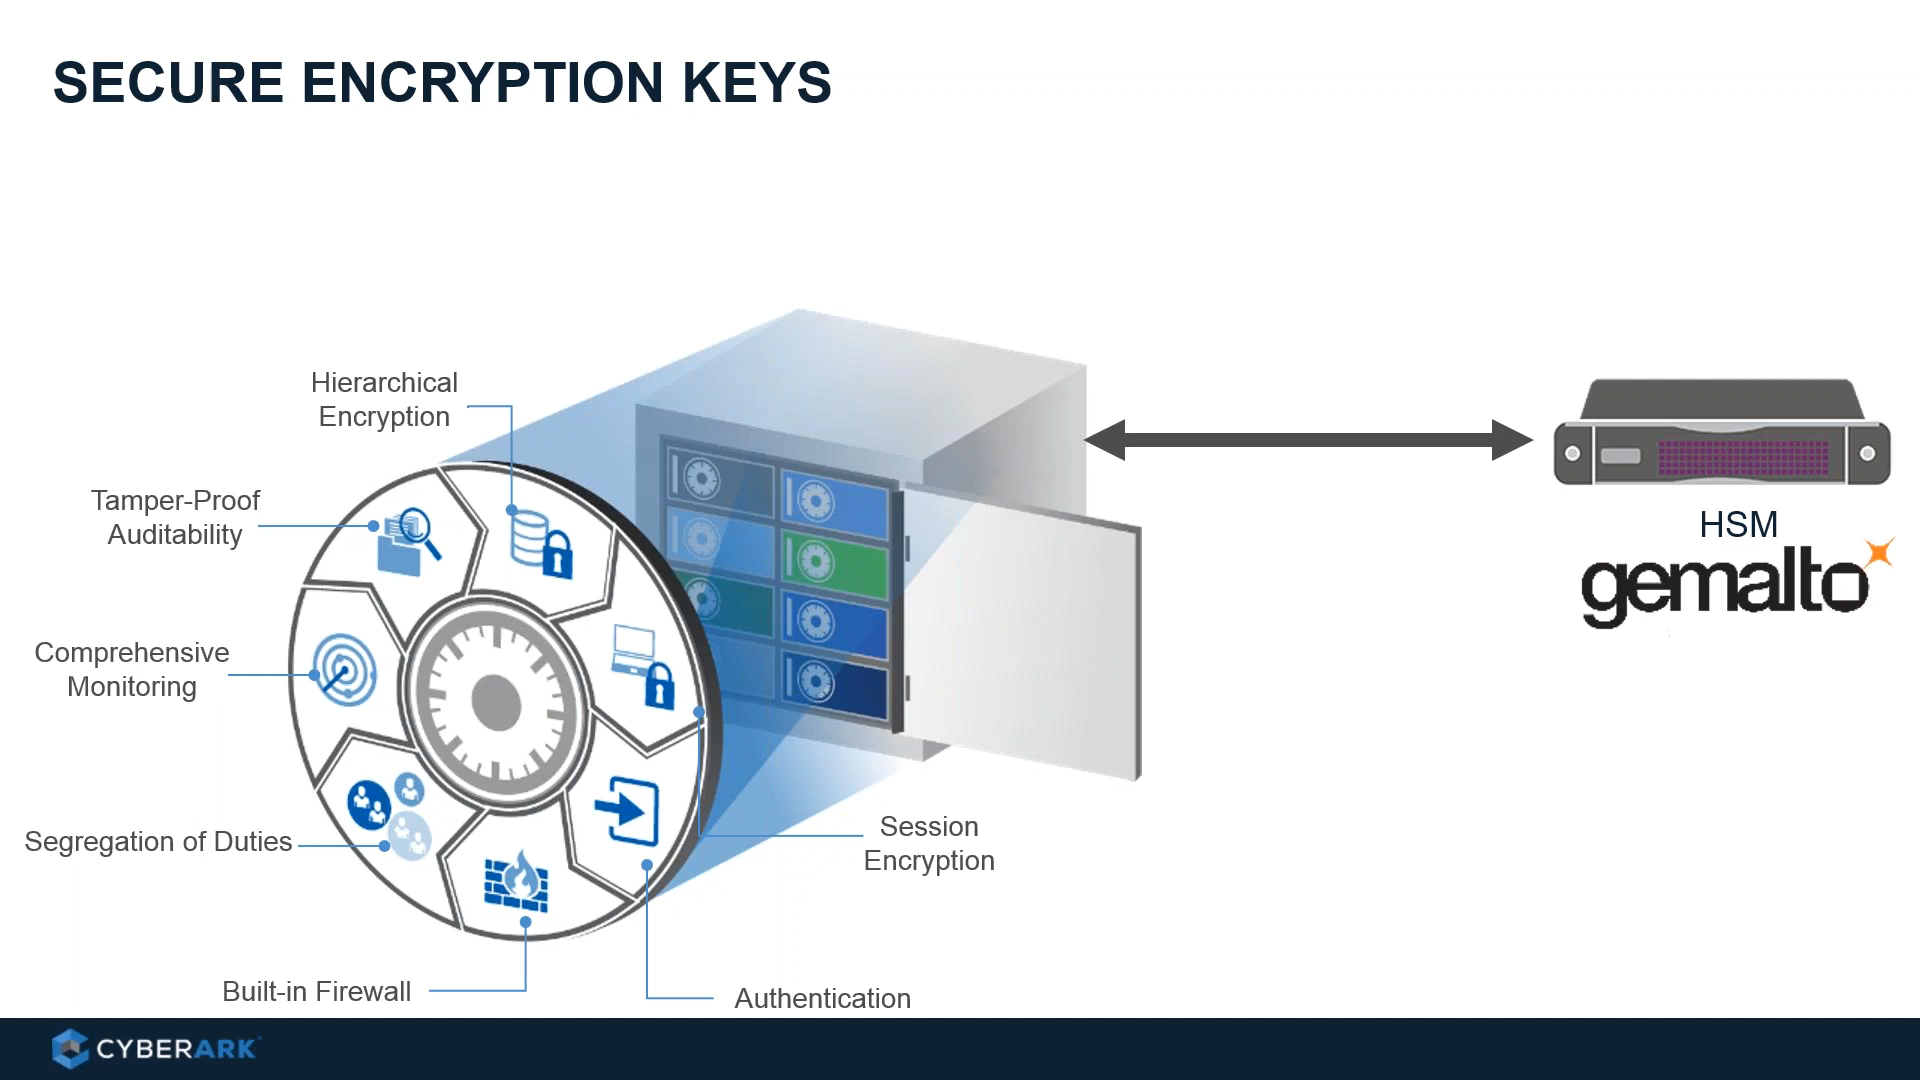 SECURE ENCRYPTION KEYS
Hierarchical
Encryption
Tamper-Proof
Auditability
Comprehensive
Monitoring
Segregation of Duties
Built-in Firewall
Authentication
Session
Encryption
HSM
gemalto
CYBERARK